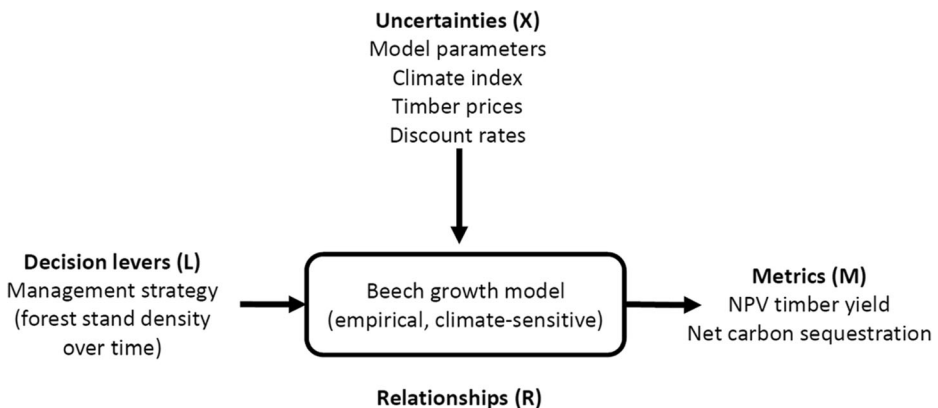 Uncertainties (X)
Model parameters
Climate index
Timber prices
Discount rates
Decision levers (L)
Management strategy
(forest stand density
over time)
Beech growth model
(empirical, climate-sensitive)
Metrics (M)
NPV timber yield
Net carbon sequestration
Relationships (R)